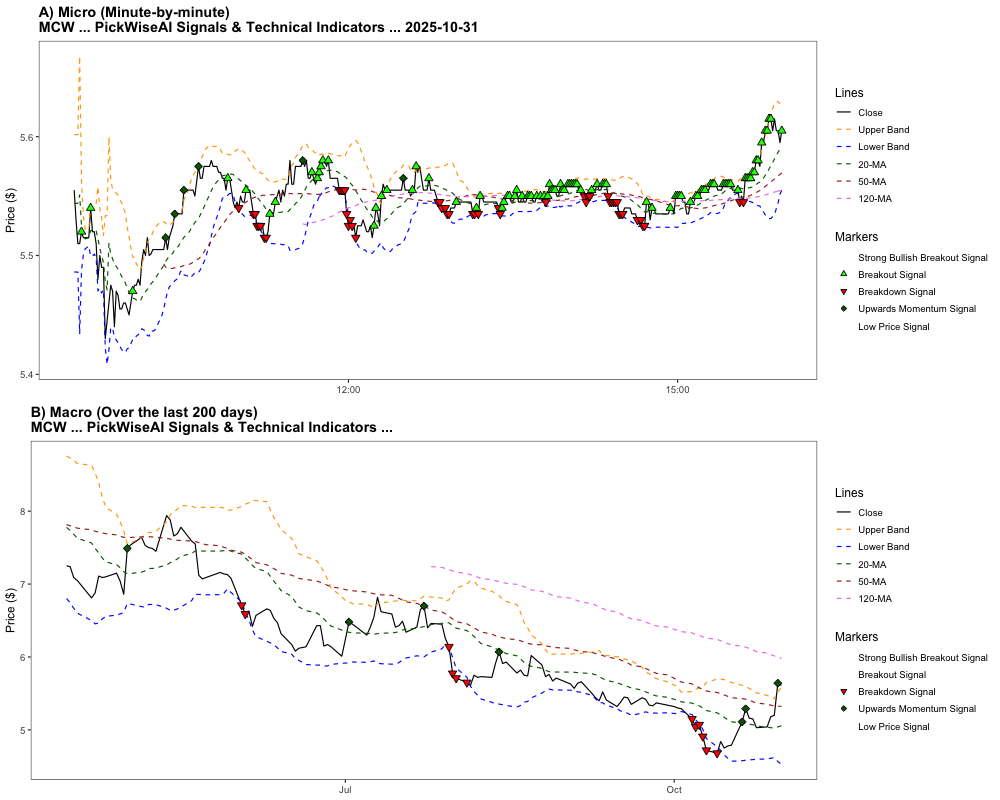 A) Micro (Minute-by-minute)
MCW ... PickWiseAI Signals & Technical Indicators ... 2025-10-31
Price ($)
5.6
5.5
5.4
12:00
15:00
Lines
Close
Upper Band
Lower Band
20-MA
50-MA
120-MA
Markers
Strong Bullish Breakout Signal
Breakout Signal
Breakdown Signal
Upwards Momentum Signal
Low Price Signal
B) Macro (Over the last 200 days)
MCW ... PickWiseAI Signals & Technical Indicators ...
Price ($)
8
7
6
5
Jul
Oct
Lines
Close
Upper Band
Lower Band
20-MA
50-MA
120-MA
Markers
Strong Bullish Breakout Signal
Breakout Signal
Breakdown Signal
Upwards Momentum Signal
Low Price Signal